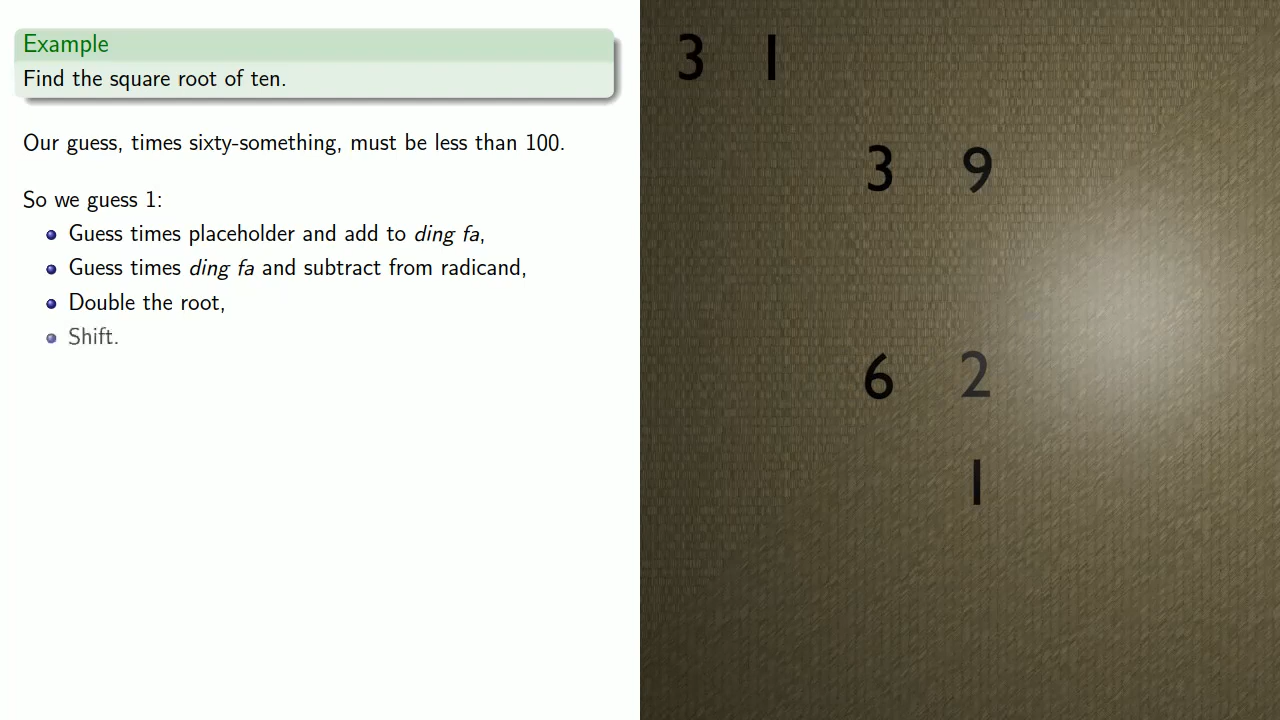 Example
Find the square root of ten.
Our guess, times sixty-something, must be less than 100.
So we guess 1:
Guess times placeholder and add to ding fa,
Guess times ding fa and subtract from radicand,
Double the root,
Shift.
3 1
3 9
6 2
1